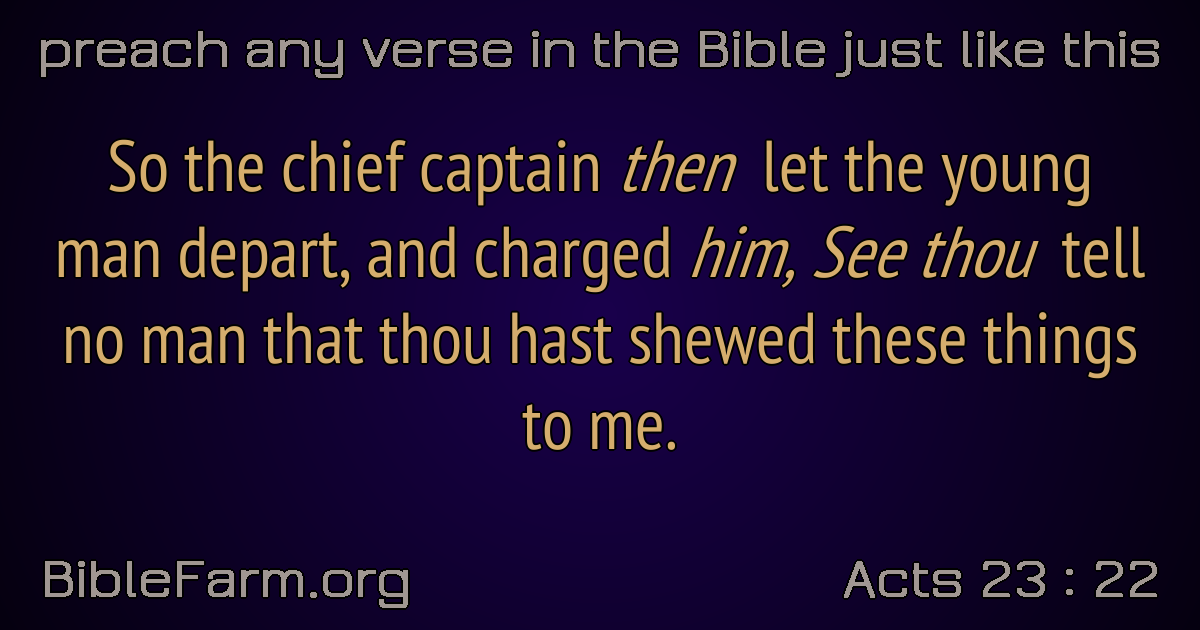 preach any verse in the Bible just like this
So the chief captain then let the young
man depart, and charged him, See thou tell
no man that thou hast shewed these things
to me.
BibleFarm.org
Acts 23 : 22